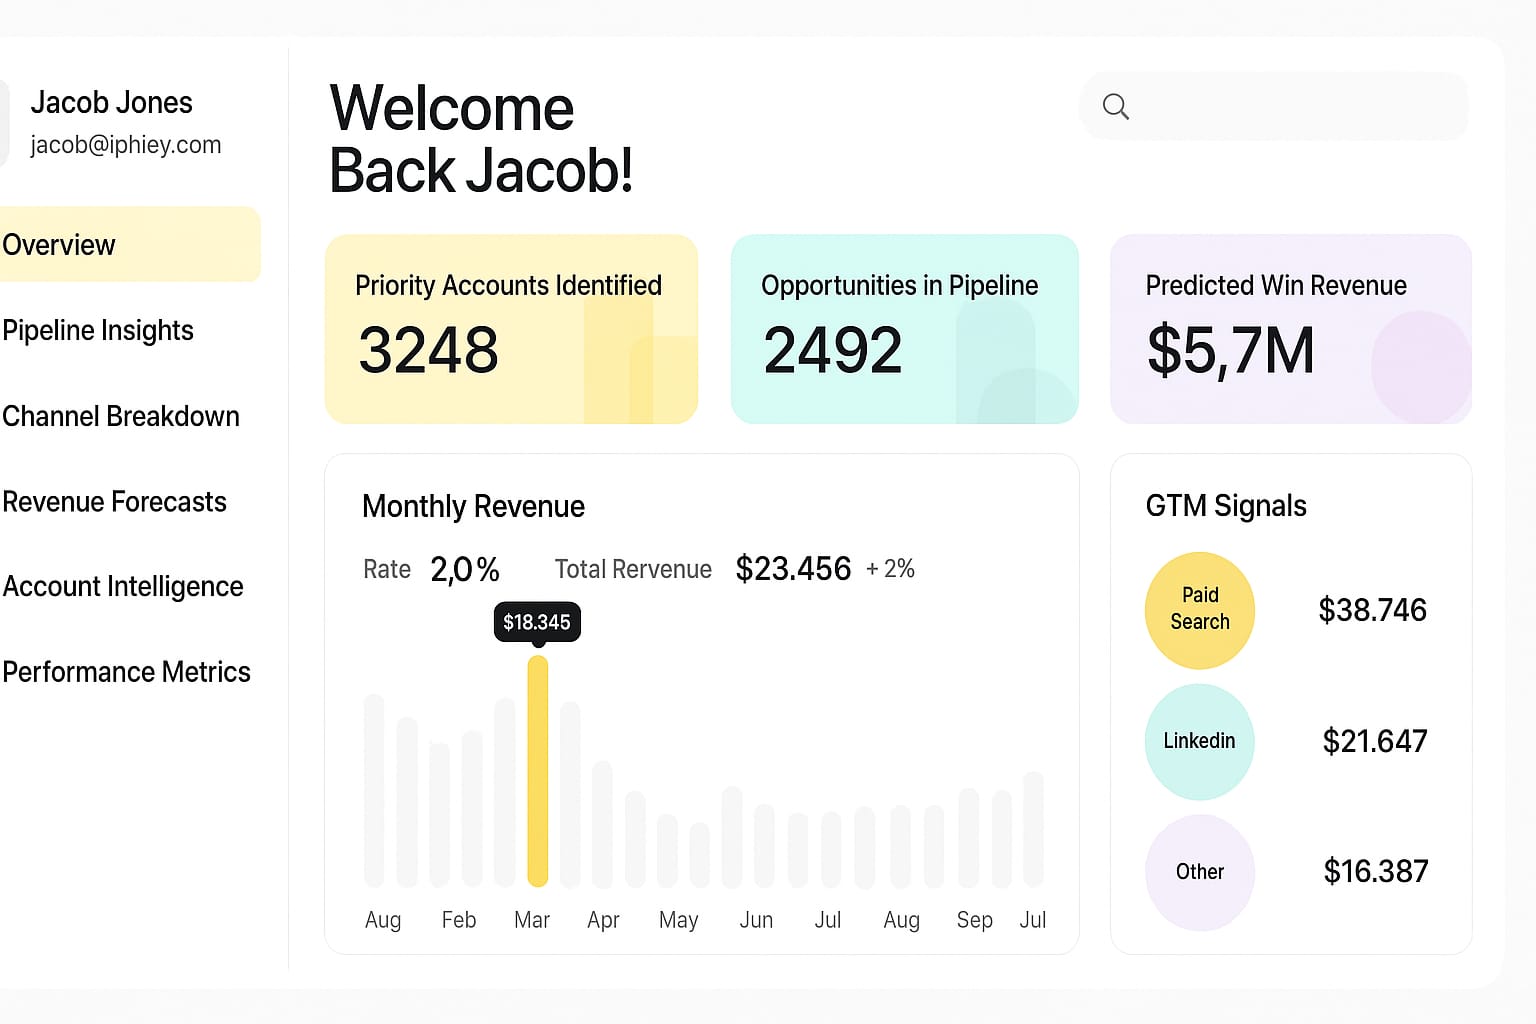 Jacob Jones
jacob@iphiey.com
Overview
Pipeline Insights
Channel Breakdown
Revenue Forecasts
Account Intelligence
Performance Metrics
Welcome
Back Jacob!
Priority Accounts Identified
3248
Opportunities in Pipeline
2492
Predicted Win Revenue
$5,7M
Monthly Revenue
Rate 2,0% Total Rervenue $23.456 + 2%
$18.345
Aug Feb Mar Apr May Jun Jul Aug Sep Jul
GTM Signals
Paid
Search
$38.746
Linkedin
$21.647
Other
$16.387